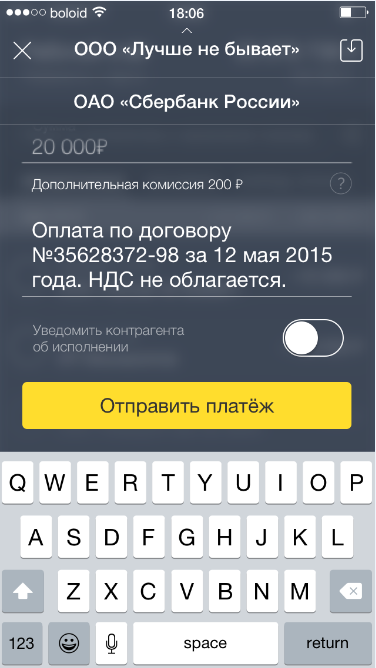 boloid 18:06
ООО «Лучше не бывает»
ОАО «Сбербанк России»
20 000₽
Дополнительная комиссия 200 ₽ ?
Оплата по договору
№35628372-98 за 12 мая 2015
года. НДС не облагается.
Уведомить контрагента
об исполнении
Отправить платёж
Q W E R T Y U I O P
A S D F G H J K L
Z X C V B N M
123 space return